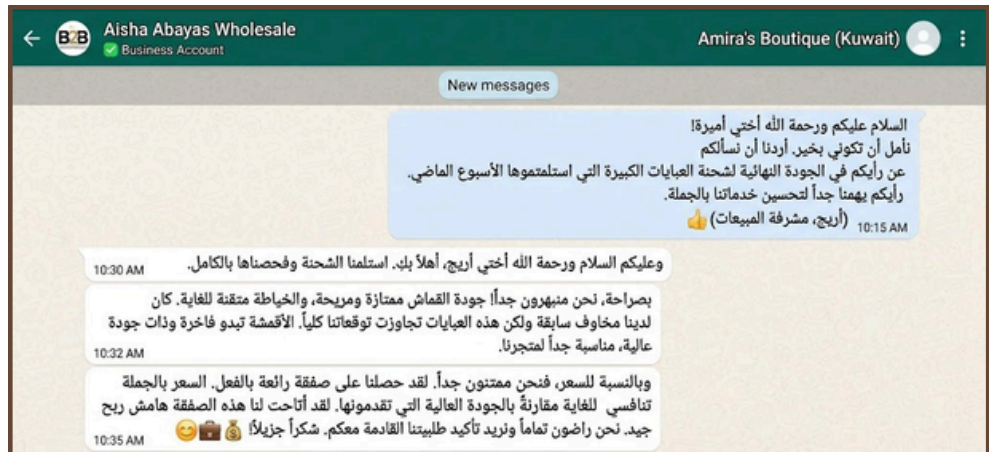 Aisha Abayas Wholesale
B2B
Business Account
Amira's Boutique (Kuwait)
New messages
السلام عليكم ورحمة الله أختي أميرة!
نأمل أن تكوني بخير. أردنا أن نسألكم
عن رأيكم في الجودة النهائية لشحنة العبايات الكبيرة التي استلمتموها الأسبوع الماضي.
رأيكم يهمنا جداً لتحسين خدماتنا بالجملة.
(أريج، مشرفة المبيعات) 👍 10:15 AM
وعليكم السلام ورحمة الله أختي أريج، أهلاً بكِ. استلمنا الشحنة وفحصناها بالكامل. 10:30 AM
بصراحة، نحن منبهرون جداً! جودة القماش ممتازة ومريحة، والخياطة متقنة للغاية. كان
لدينا مخاوف سابقة ولكن هذه العبايات تجاوزت توقعاتنا كلياً. الأقمشة تبدو فاخرة وذات جودة
عالية، مناسبة جداً لمتجرنا. 10:32 AM
وبالنسبة للسعر، فنحن ممتنون جداً. لقد حصلنا على صفقة رائعة بالفعل. السعر بالجملة
تنافسي للغاية مقارنةً بالجودة العالية التي تقدمونها. لقد أتاحت لنا هذه الصفقة هامش ربح
جيد. نحن راضون تماماً ونريد تأكيد طلبيتنا القادمة معكم. شكراً جزيلاً! 💰💼😊 10:35 AM